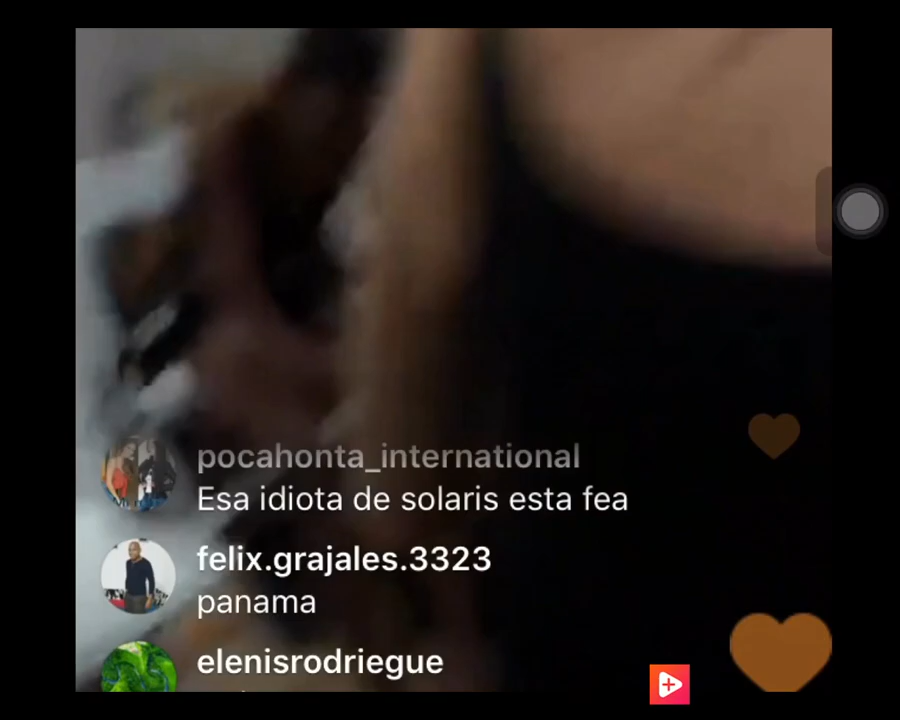 pocahonta_international
Esa idiota de solaris esta fea
felix.grajales.3323
panama
elenisrodriegue